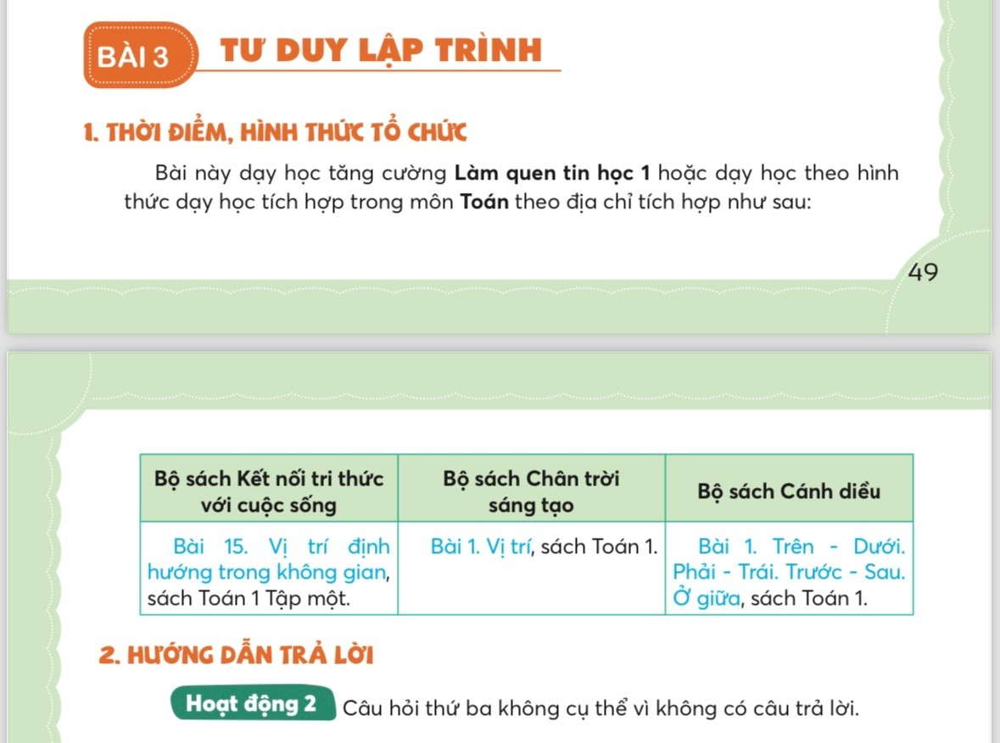 BÀI 3
TƯ DUY LẬP TRÌNH
1. THỜI ĐIỂM, HÌNH THỨC TỔ CHỨC
Bài này dạy học tăng cường Làm quen tin học 1 hoặc dạy học theo hình
thức dạy học tích hợp trong môn Toán theo địa chỉ tích hợp như sau:
49
Bộ sách Kết nối tri thức
với cuộc sống
Bộ sách Chân trời
sáng tạo
Bộ sách Cánh diều
Bài 15. Vị trí định
hướng trong không gian,
sách Toán 1 Tập một.
Bài 1. Vị trí, sách Toán 1.
Bài 1. Trên - Dưới.
Phải - Trái. Trước - Sau.
Ở giữa, sách Toán 1.
2. HƯỚNG DẪN TRẢ LỜI
Hoạt động 2 Câu hỏi thứ ba không cụ thể vì không có câu trả lời.